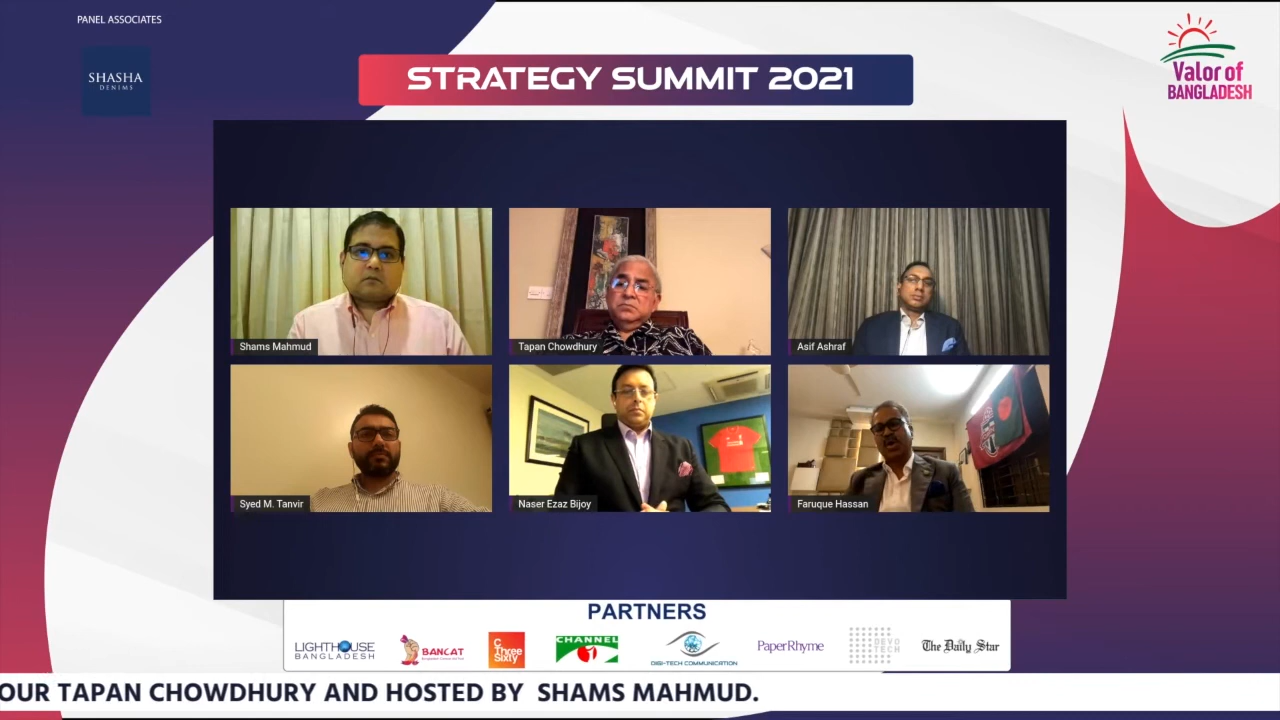 PANEL ASSOCIATES
SHASHA
DENIMS
STRATEGY SUMMIT 2021
Valor of
BANGLADESH
Shams Mahmud
Tapan Chowdhury
Asif Ashraf
Syed M. Tanvir
Naser Ezaz Bijoy
Faruque Hassan
PARTNERS
LIGHTHOUSE
BANGLADESH
BANCAT
C
Three
Sixty
CHANNEL
DIGI-TECH COMMUNICATION
PaperRhyme
DEVO
TECH
The Daily Star
OUR TAPAN CHOWDHURY AND HOSTED BY SHAMS MAHMUD.